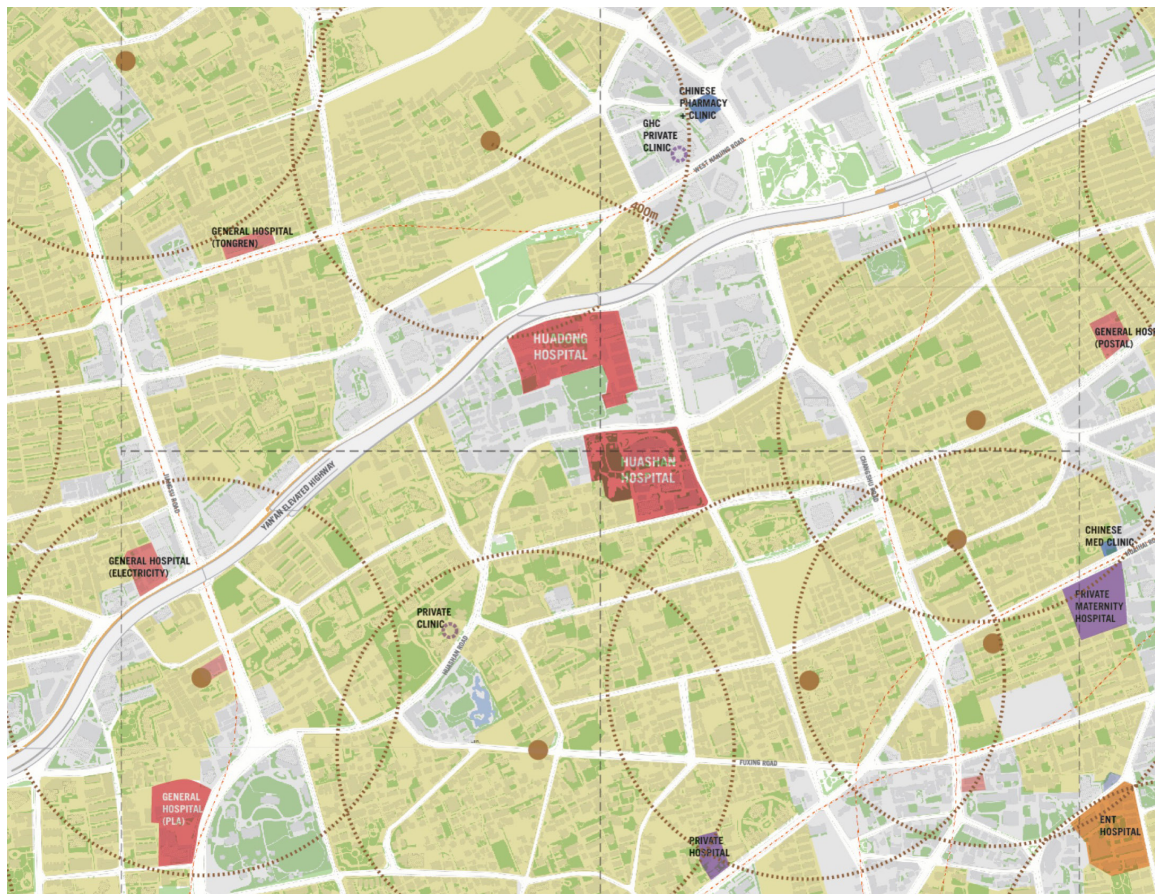 CHINESE
PHARMACY
+ CLINIC
GHC
PRIVATE
CLINIC
WEST NANJING ROAD
400m
GENERAL HOSPITAL
(TONGREN)
HUADONG
HOSPITAL
GENERAL HOSP
(POSTAL)
HUASHAN
HOSPITAL
YAN'AN ELEVATED HIGHWAY
CHANGSHU ROAD
GENERAL HOSPITAL
(ELECTRICITY)
CHINESE
MED CLINIC
PRIVATE
MATERNITY
HOSPITAL
PRIVATE
CLINIC
HUASHAN ROAD
FUXING ROAD
GENERAL
HOSPITAL
(PLA)
PRIVATE
HOSPITAL
ENT
HOSPITAL